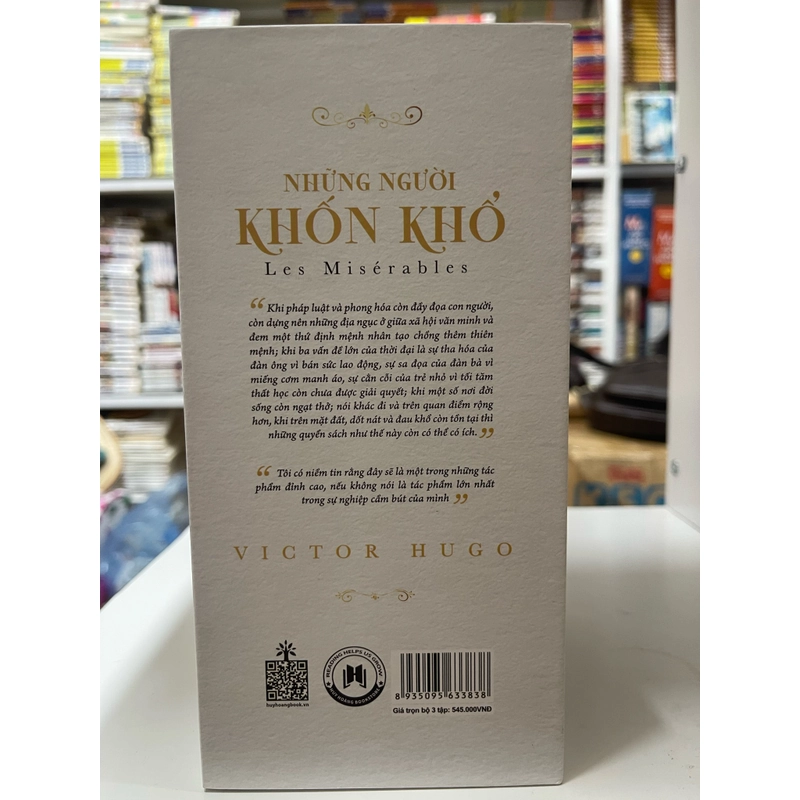 NHỮNG NGƯỜI
KHỐN KHỔ
Les Misérables
“ Khi pháp luật và phong hóa còn đầy đọa con người,
còn dựng nên những địa ngục ở giữa xã hội văn minh và
đem một thứ định mệnh nhân tạo chồng thêm thiên
mệnh; khi ba vấn đề lớn của thời đại là sự tha hóa của
đàn ông vì bán sức lao động, sự sa đọa của đàn bà vì
miếng cơm manh áo, sự cằn cỗi của trẻ nhỏ vì tối tăm
thất học còn chưa được giải quyết; khi một số nơi đời
sống còn ngạt thở; nói khác đi và trên quan điểm rộng
hơn, khi trên mặt đất, dốt nát và đau khổ còn tồn tại thì
những quyển sách như thế này còn có thể có ích. ”
“ Tôi có niềm tin rằng đây sẽ là một trong những tác
phẩm đỉnh cao, nếu không nói là tác phẩm lớn nhất
trong sự nghiệp cầm bút của mình ”
VICTOR HUGO
huyhoangbook.vn
READING HELPS US GROW
HUY HOANG BOOKSTORE
8 935095 633838
Giá trọn bộ 3 tập: 545.000VNĐ